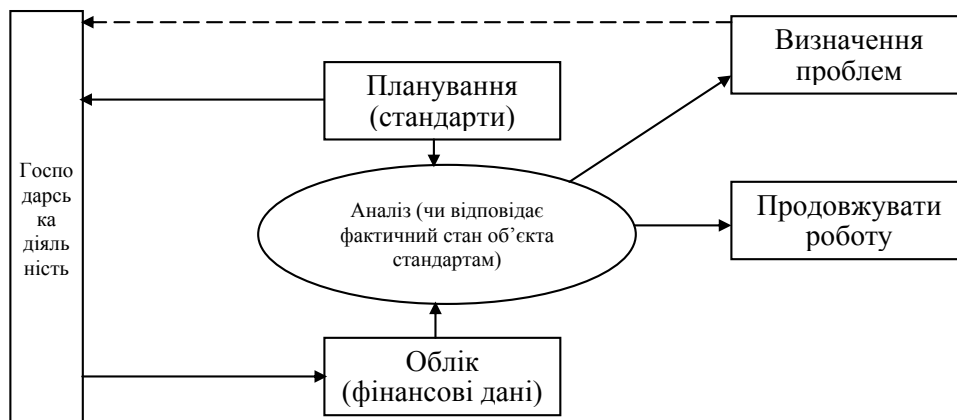 Визначення
проблем
Планування
(стандарти)
Госпо
дарсь
ка
діяль
ність
Аналіз (чи відповідає
фактичний стан об’єкта
стандартам)
Продовжувати
роботу
Облік
(фінансові дані)